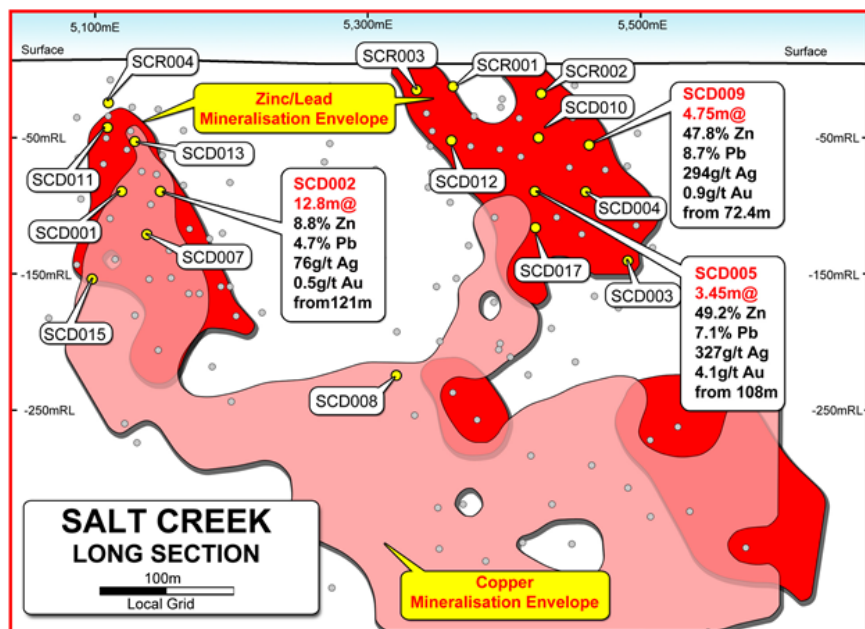 5,100mE
5,300mE
5,500mE
Surface
Surface
SCR004
SCR003
SCR001
SCR002
Zinc/Lead
Mineralisation Envelope
SCD010
SCD009
4.75m@
47.8% Zn
8.7% Pb
294g/t Ag
0.9g/t Au
from 72.4m
-50mRL
-50mRL
SCD013
SCD011
SCD012
SCD002
12.8m@
8.8% Zn
4.7% Pb
76g/t Ag
0.5g/t Au
from121m
SCD004
SCD001
SCD007
SCD017
SCD003
SCD005
3.45m@
49.2% Zn
7.1% Pb
327g/t Ag
4.1g/t Au
from 108m
-150mRL
-150mRL
SCD015
SCD008
-250mRL
-250mRL
SALT CREEK
LONG SECTION
100m
Local Grid
Copper
Mineralisation Envelope